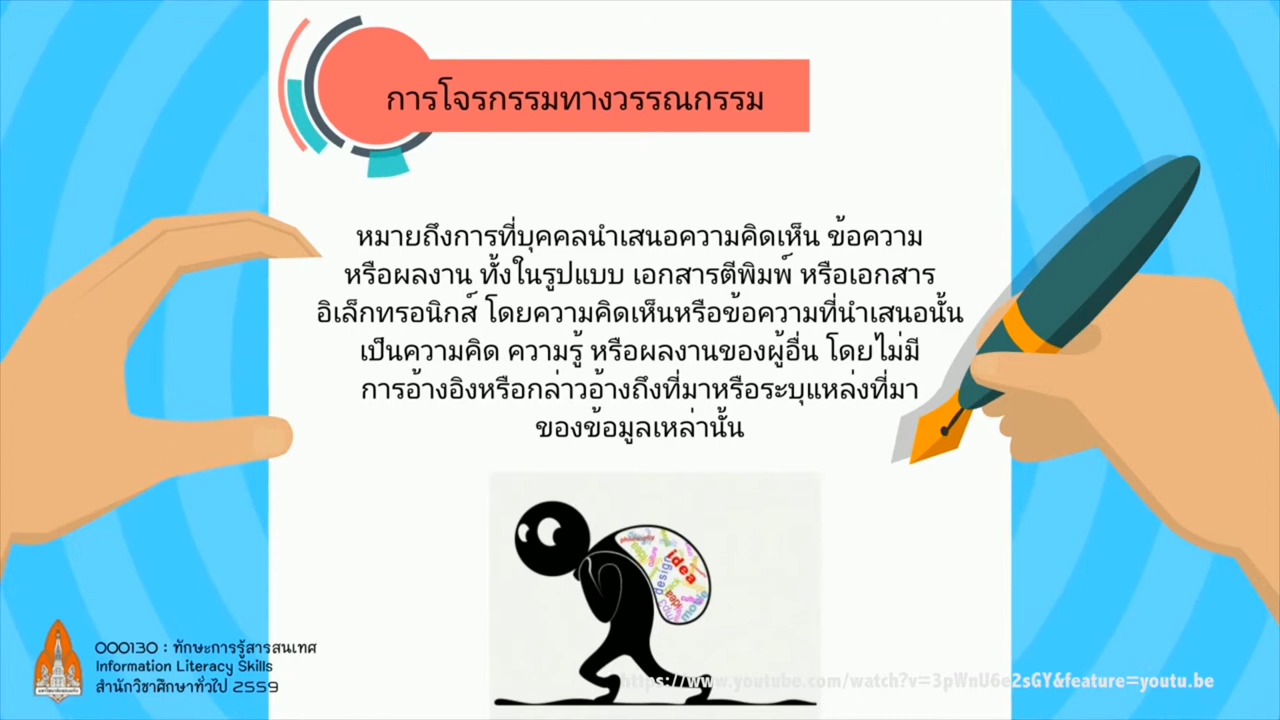 การโจรกรรมทางวรรณกรรม
หมายถึงการที่บุคคลนำเสนอความคิดเห็น ข้อความ
หรือผลงาน ทั้งในรูปแบบ เอกสารตีพิมพ์ หรือเอกสาร
อิเล็กทรอนิกส์ โดยความคิดเห็นหรือข้อความที่นำเสนอนั้น
เป็นความคิด ความรู้ หรือผลงานของผู้อื่น โดยไม่มี
การอ้างอิงหรือกล่าวอ้างถึงที่มาหรือระบุแหล่งที่มา
ของข้อมูลเหล่านั้น
philosophy
idea
design
idea
movie
000130 : ทักษะการรู้สารสนเทศ
Information Literacy Skills
สำนักวิชาศึกษาทั่วไป 2559
https://www.youtube.com/watch?v=3pWnU6e2sGY&feature=youtu.be